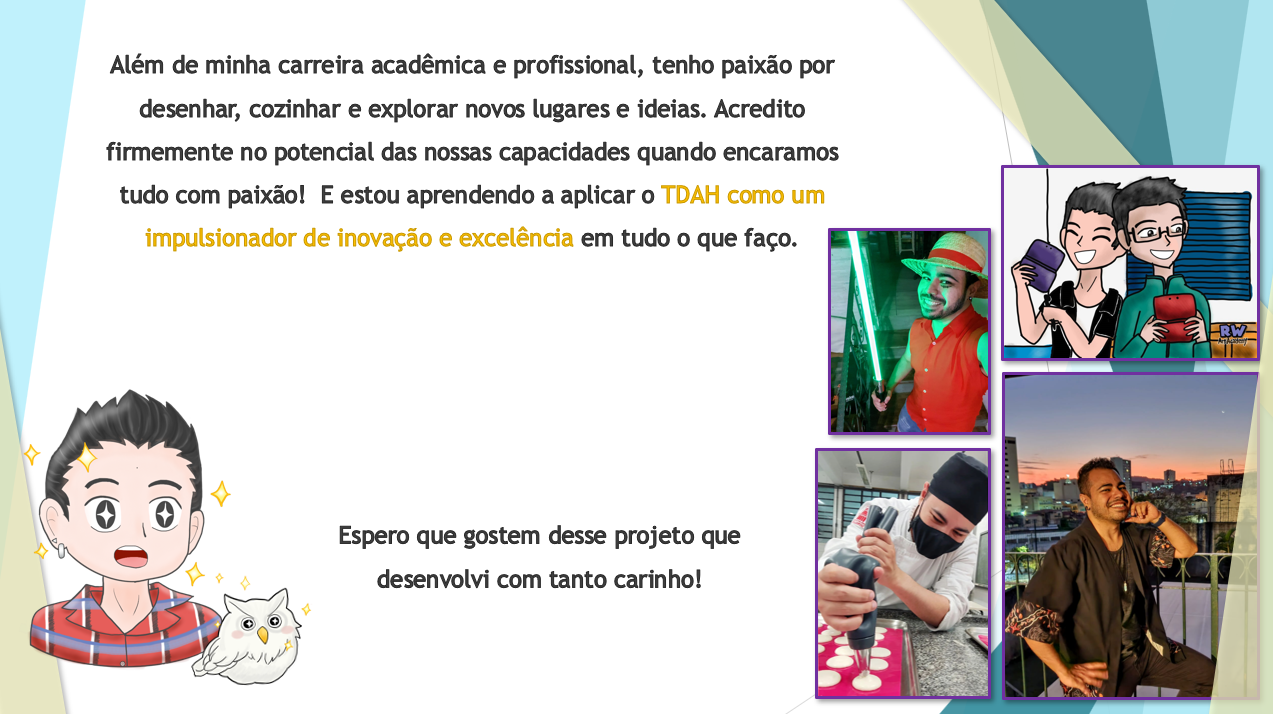 Além de minha carreira acadêmica e profissional, tenho paixão por
desenhar, cozinhar e explorar novos lugares e ideias. Acredito
firmemente no potencial das nossas capacidades quando encaramos
tudo com paixão!  E estou aprendendo a aplicar o TDAH como um
impulsionador de inovação e excelência em tudo o que faço.
RW
Art Academy
Espero que gostem desse projeto que
desenvolvi com tanto carinho!